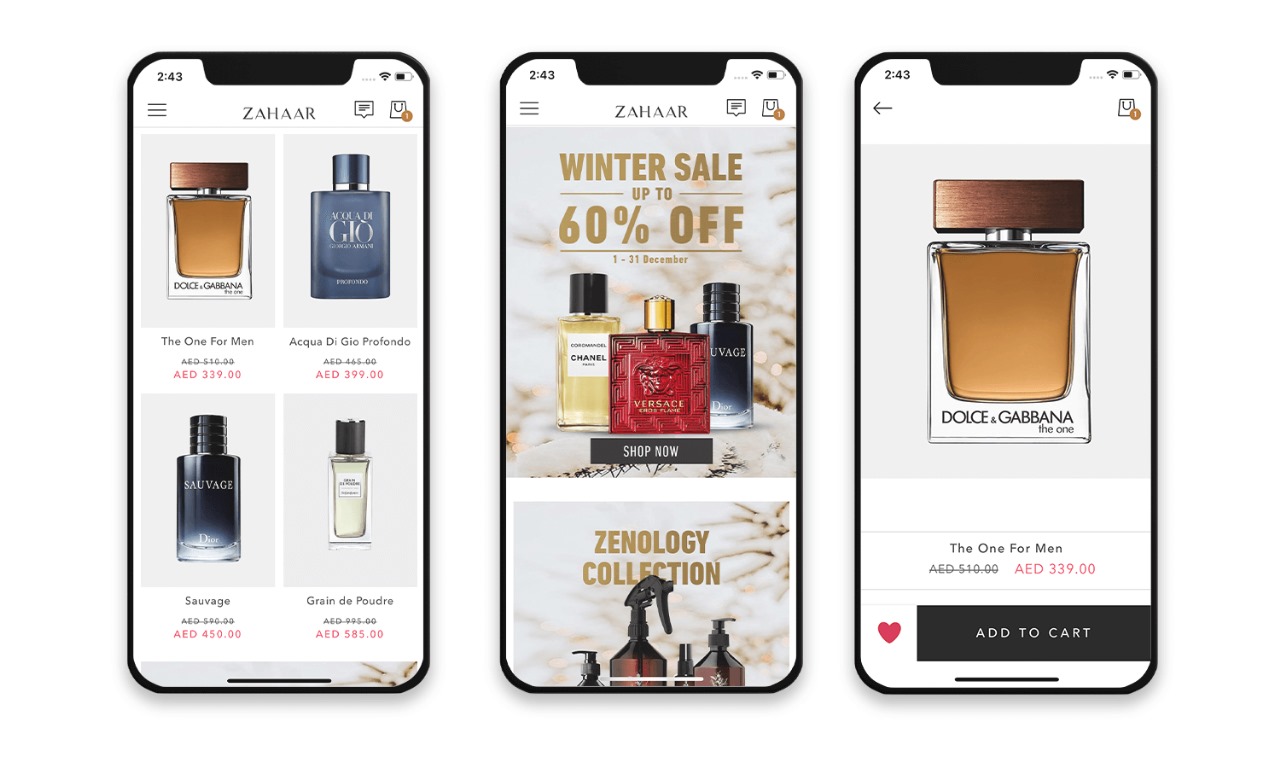 2:43
ZAHAAR
1
DOLCE & GABBANA
the one
ACQUA DI
GIÒ
GIORGIO ARMANI
PROFONDO
The One For Men
Acqua Di Gio Profondo
AED 510.00
AED 465.00
AED 339.00
AED 399.00
SAUVAGE
Dior
GRAIN
DE POUDRE
Sauvage
Grain de Poudre
AED 590.00
AED 995.00
AED 450.00
AED 585.00
2:43
ZAHAAR
1
WINTER SALE
UP TO
60% OFF
1 - 31 December
COROMANDEL
CHANEL
PARIS
UVAGE
VERSACE
EROS FLAME
Dior
SHOP NOW
ZENOLOGY
COLLECTION
2:43
1
DOLCE & GABBANA
the one
The One For Men
AED 510.00 AED 339.00
ADD TO CART